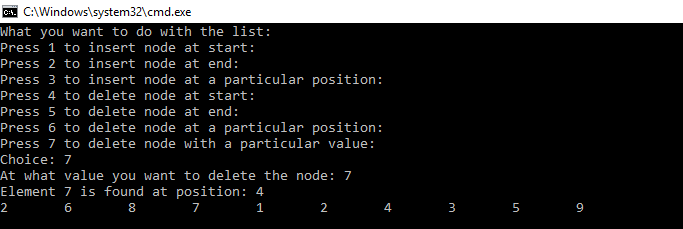 C:\Windows\system32\cmd.exe
What you want to do with the list:
Press 1 to insert node at start:
Press 2 to insert node at end:
Press 3 to insert node at a particular position:
Press 4 to delete node at start:
Press 5 to delete node at end:
Press 6 to delete node at a particular position:
Press 7 to delete node with a particular value:
Choice: 7
At what value you want to delete the node: 7
Element 7 is found at position: 4
2 6 8 7 1 2 4 3 5 9